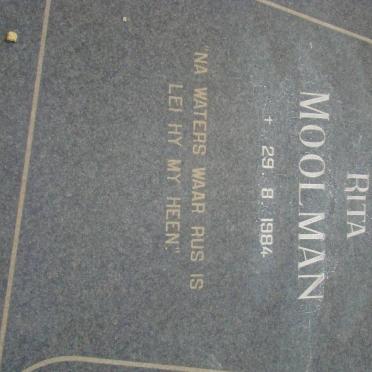 RITA
MOOLMAN
+ 29. 8. 1984
"NA WATERS WAAR RUS IS
LEI HY MY HEEN."